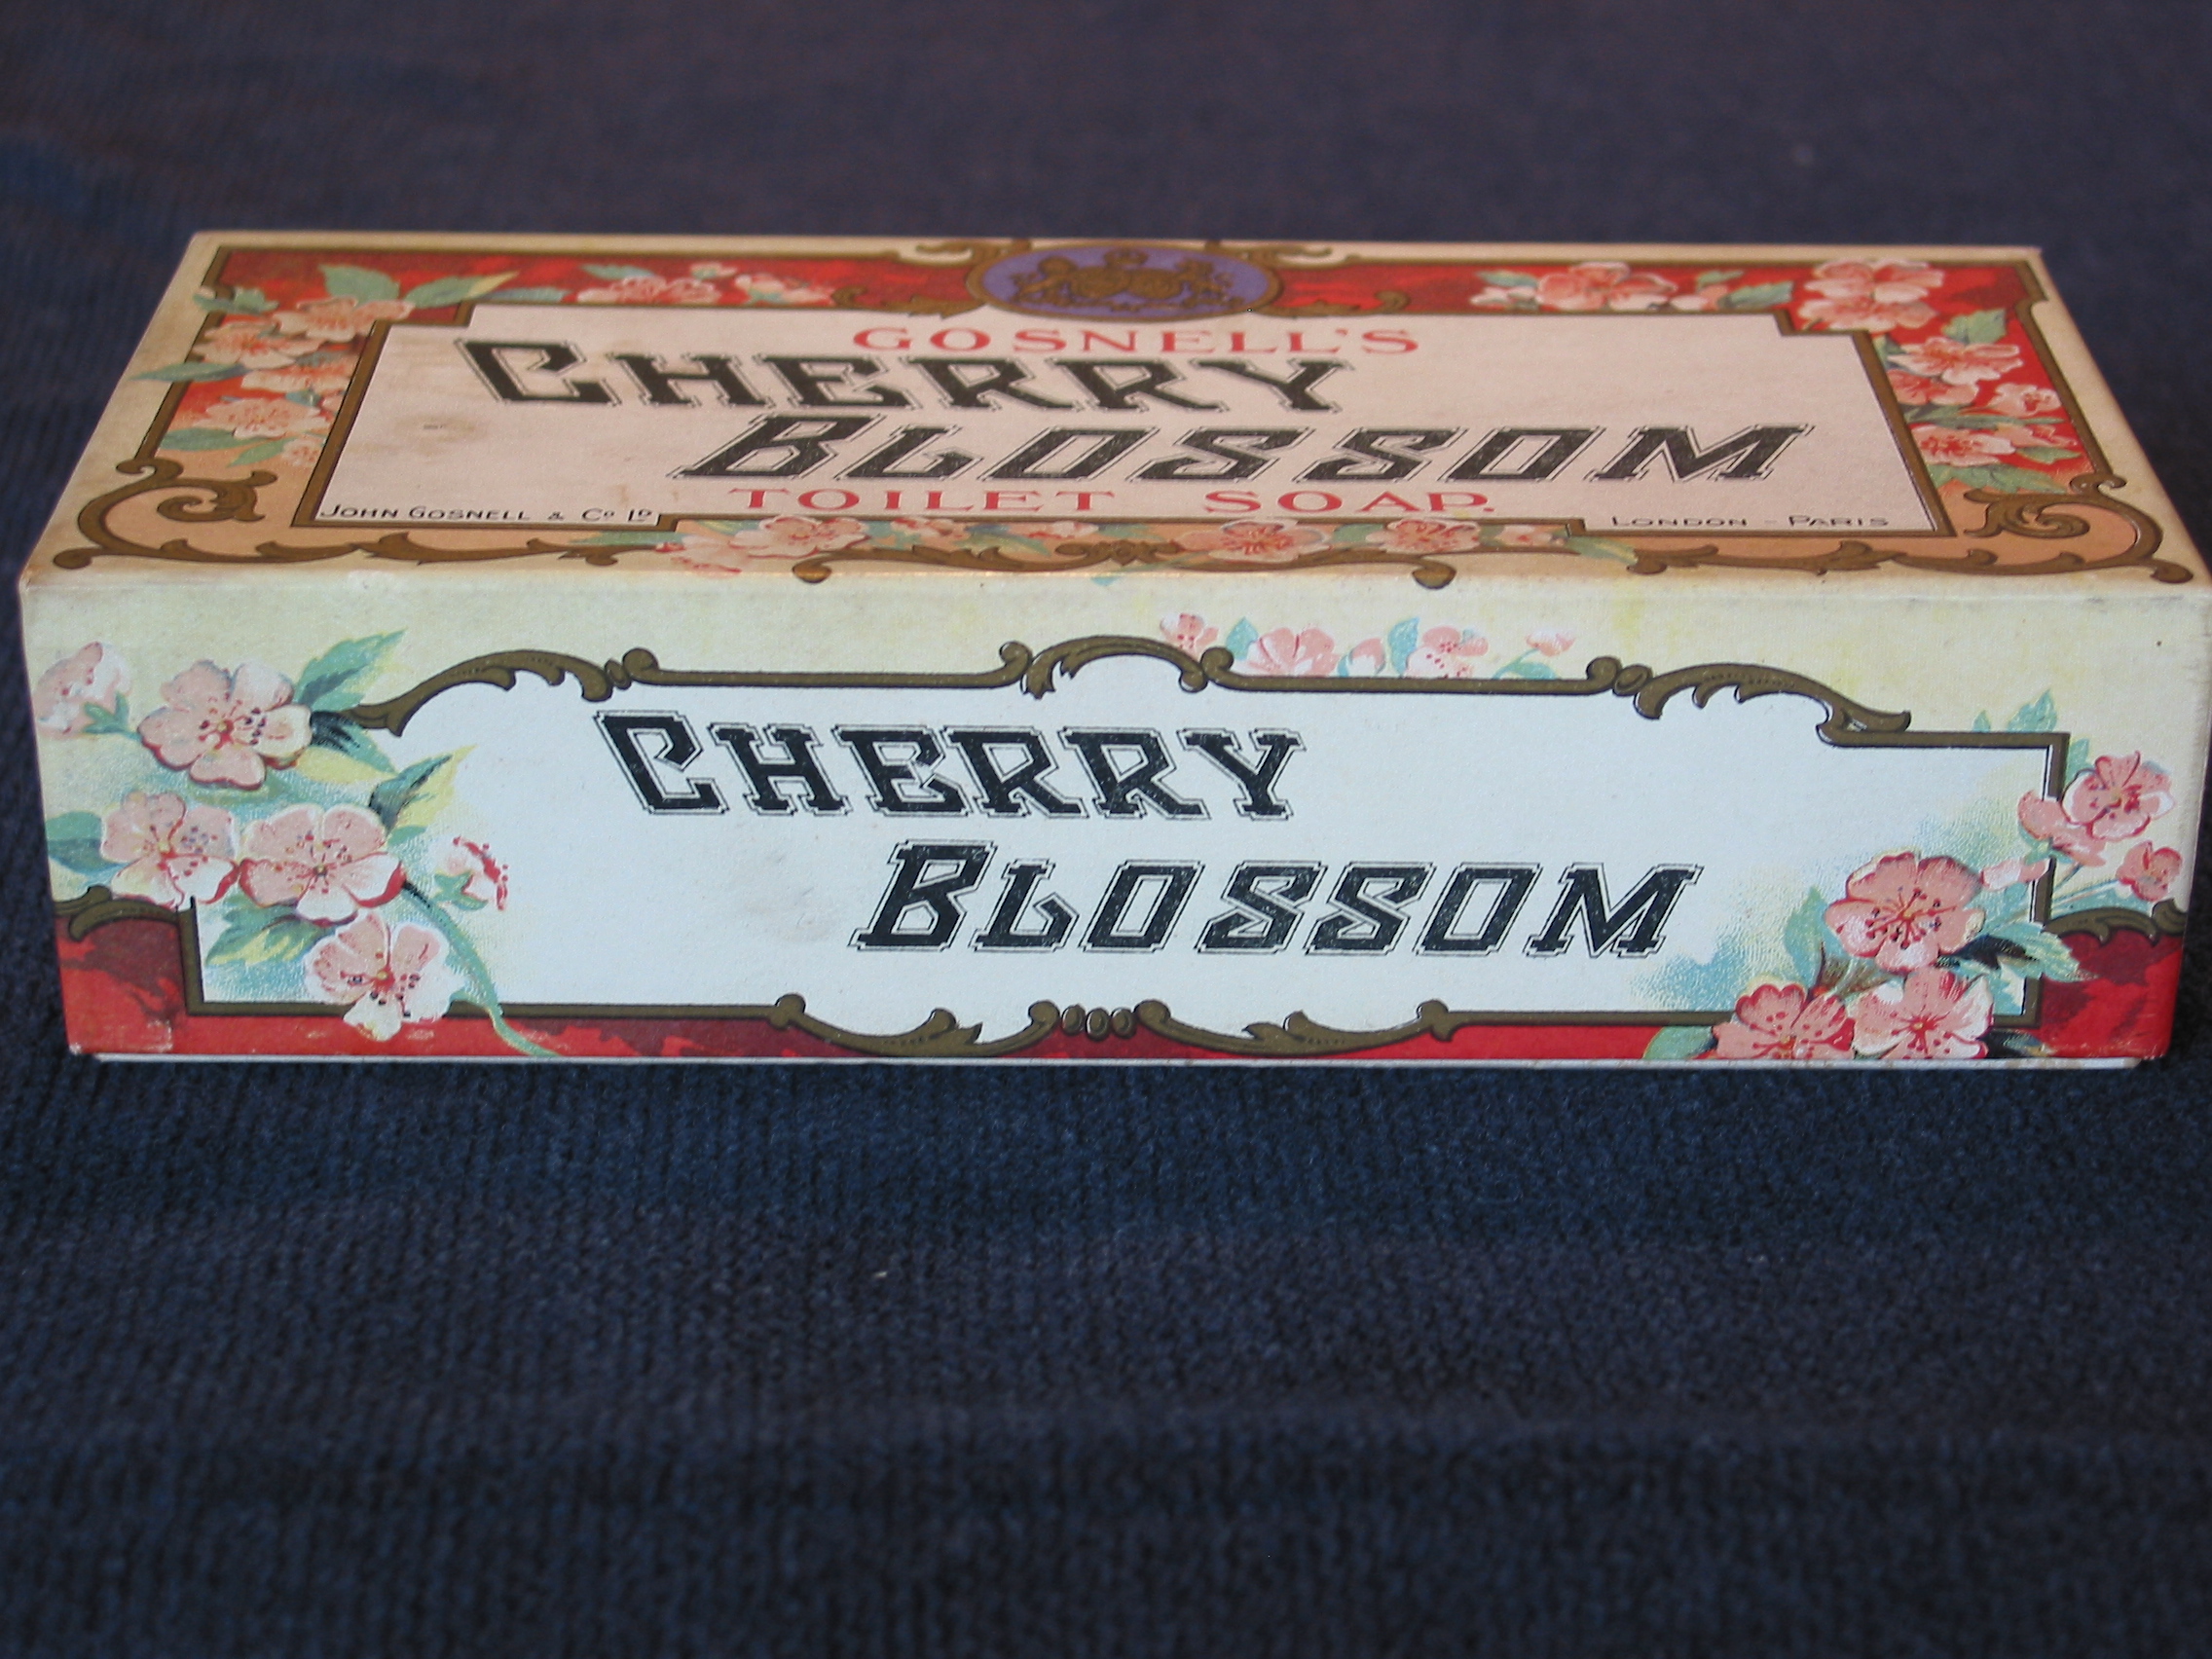 GOSNELL'S
CHERRY
BLOSSOM
TOILET SOAP.
JOHN GOSNELL & Co LD
LONDON - PARIS
CHERRY
BLOSSOM